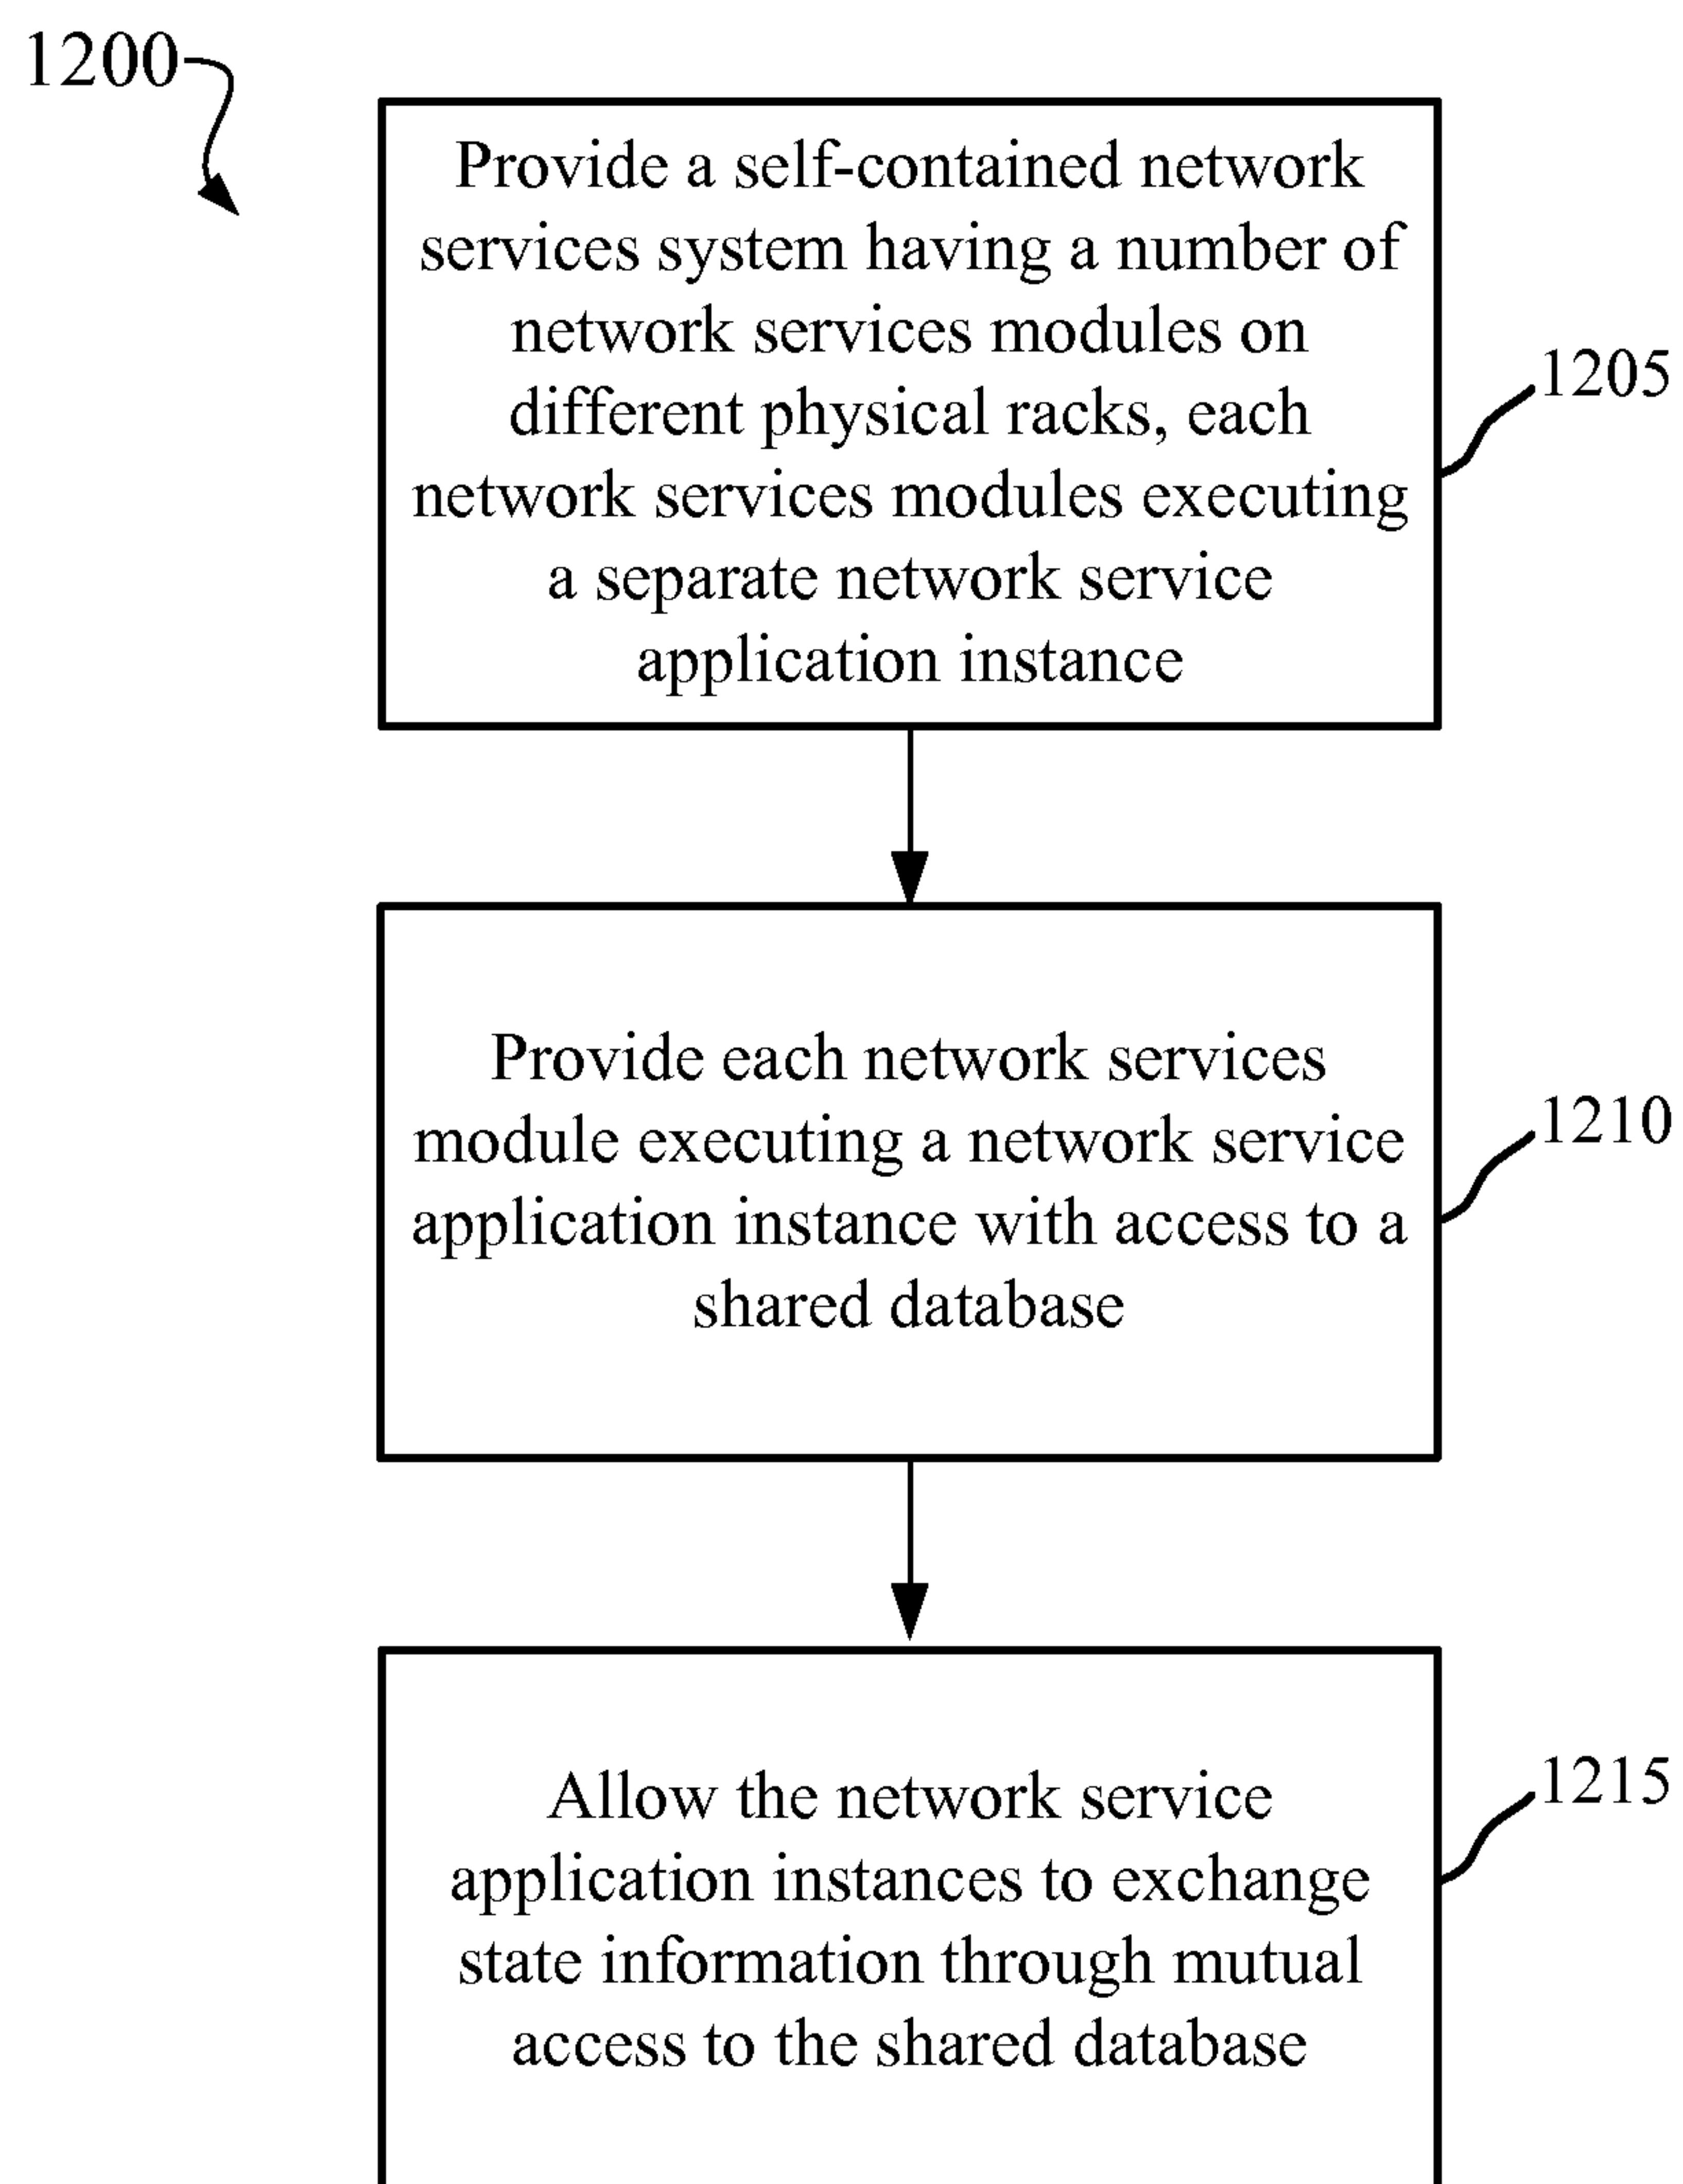 1200
Provide a self-contained network
services system having a number of
network services modules on
different physical racks, each
network services modules executing
a separate network service
application instance
1205
Provide each network services
module executing a network service
application instance with access to a
shared database
1210
Allow the network service
application instances to exchange
state information through mutual
access to the shared database
1215